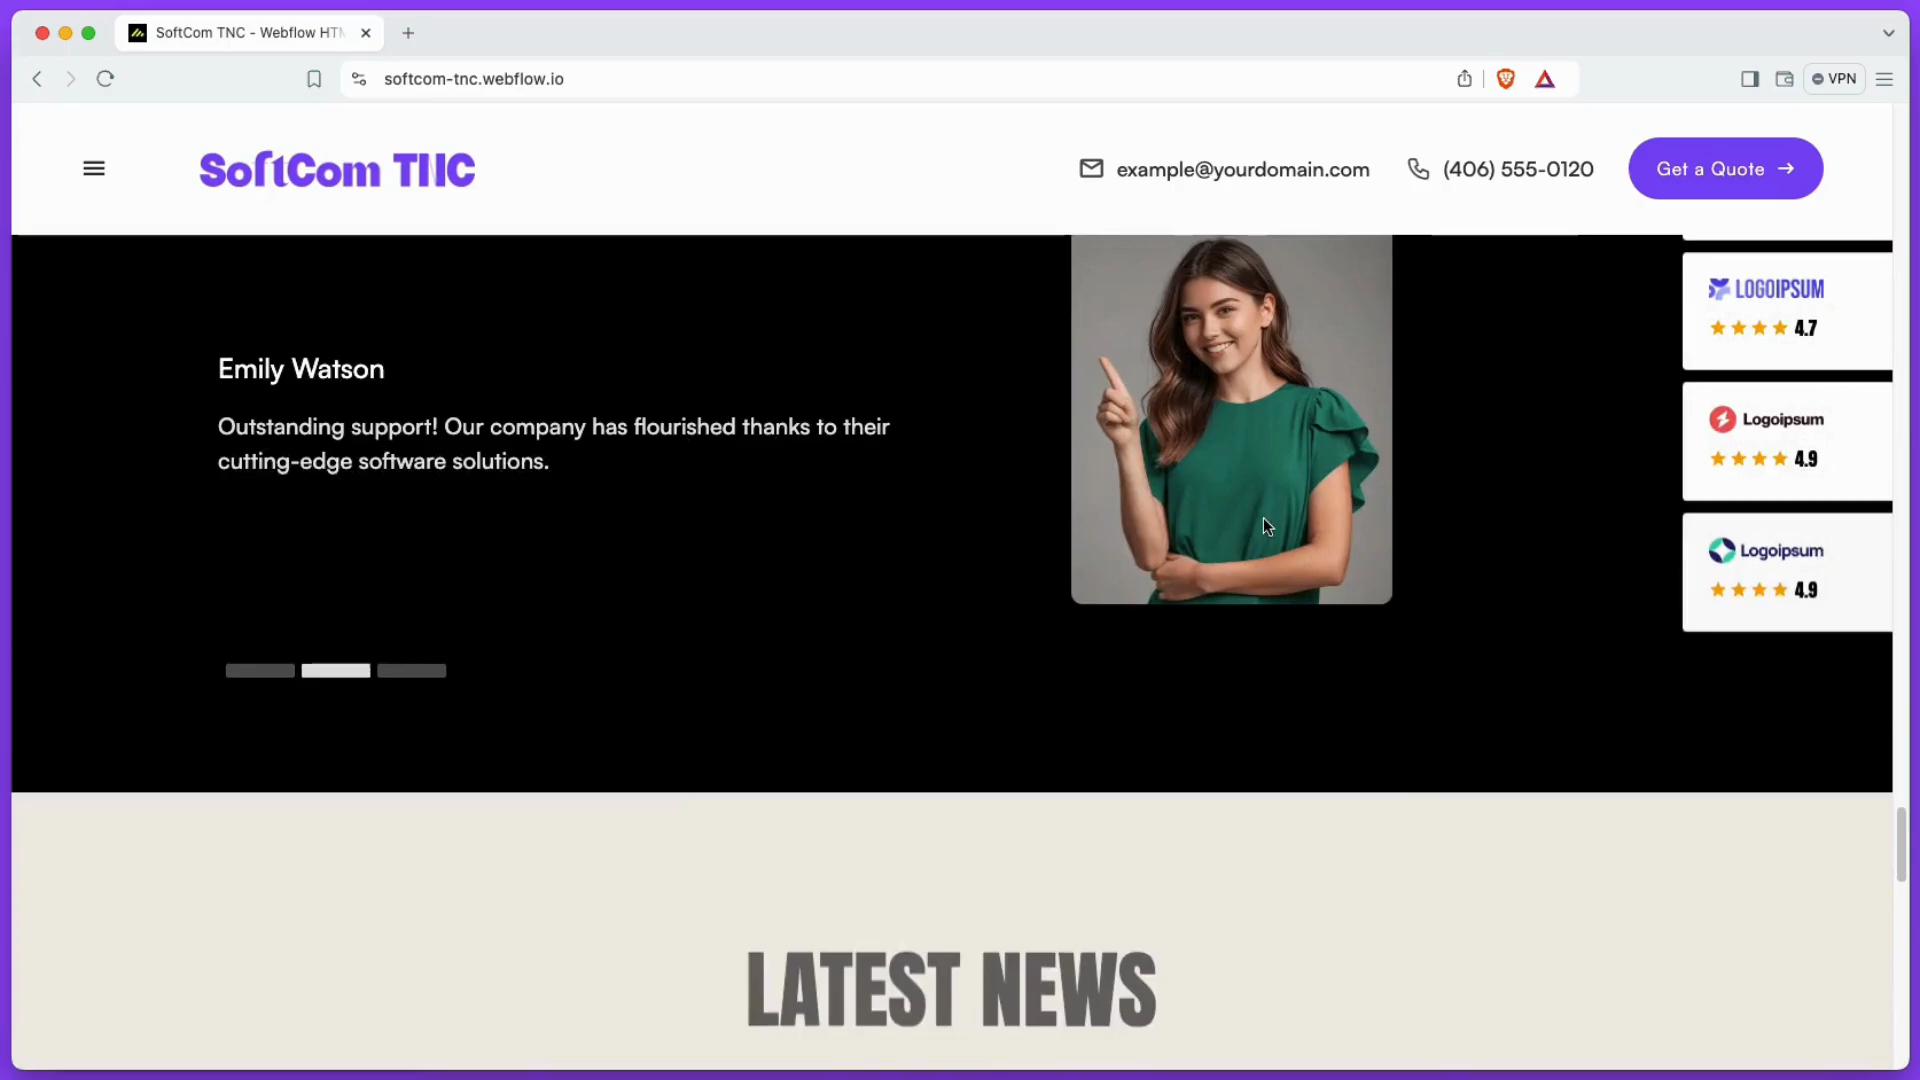 SoftCom TNC - Webflow HTM
softcom-tnc.webflow.io
VPN
SoftCom TNC
example@yourdomain.com
(406) 555-0120
Get a Quote
LOGOIPSUM
4.7
Emily Watson
Outstanding support! Our company has flourished thanks to their
cutting-edge software solutions.
Logoipsum
4.9
Logoipsum
4.9
LATEST NEWS